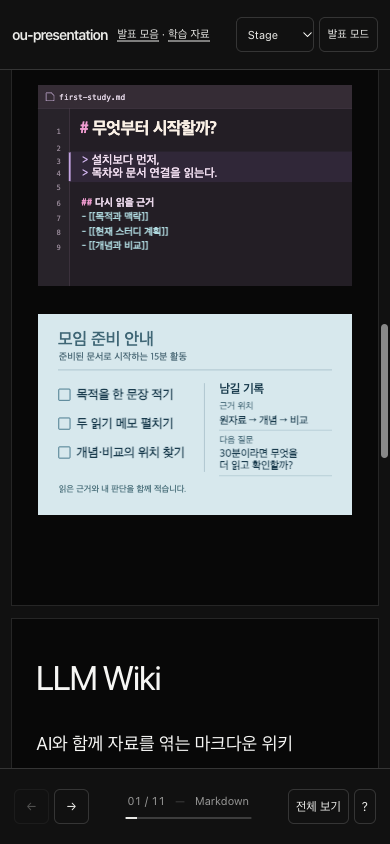 ou-presentation 발표 모음 · 학습 자료 Stage 발표 모드
first-study.md
1 # 무엇부터 시작할까?
2
3 > 설치보다 먼저,
4 > 목차와 문서 연결을 읽는다.
5
6 ## 다시 읽을 근거
7 - [[목적과 맥락]]
8 - [[현재 스터디 계획]]
9 - [[개념과 비교]]
모임 준비 안내
준비된 문서로 시작하는 15분 활동
목적을 한 문장 적기
두 읽기 메모 펼치기
개념·비교의 위치 찾기
남길 기록
근거 위치
원자료 → 개념 → 비교
다음 질문
30분이라면 무엇을
더 읽고 확인할까?
읽은 근거와 내 판단을 함께 적습니다.
LLM Wiki
AI와 함께 자료를 엮는 마크다운 위키
← → 01 / 11 — Markdown 전체 보기 ?